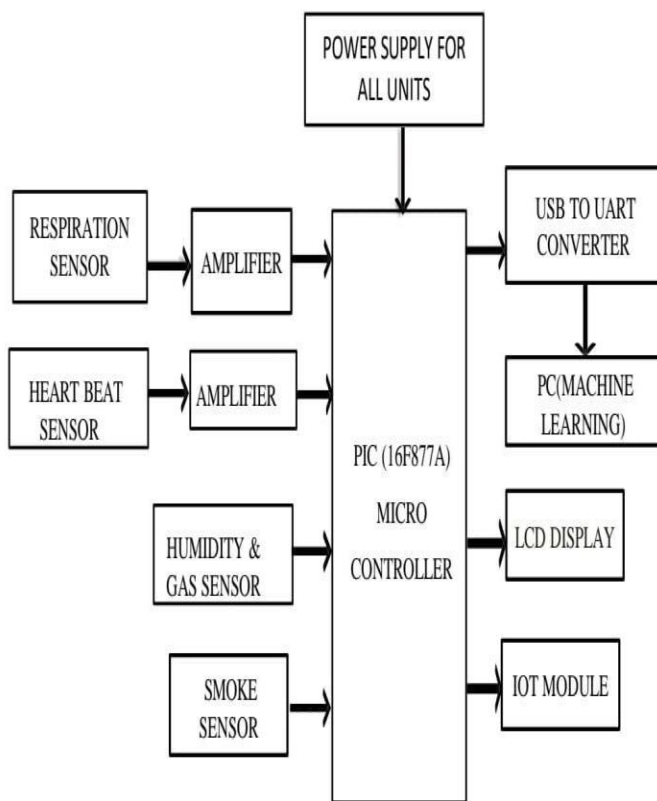 POWER SUPPLY FOR
ALL UNITS
RESPIRATION
SENSOR
AMPLIFIER
USB TO UART
CONVERTER
HEART BEAT
SENSOR
AMPLIFIER
PC(MACHINE
LEARNING)
PIC (16F877A)
MICRO
CONTROLLER
HUMIDITY &
GAS SENSOR
LCD DISPLAY
SMOKE
SENSOR
IOT MODULE